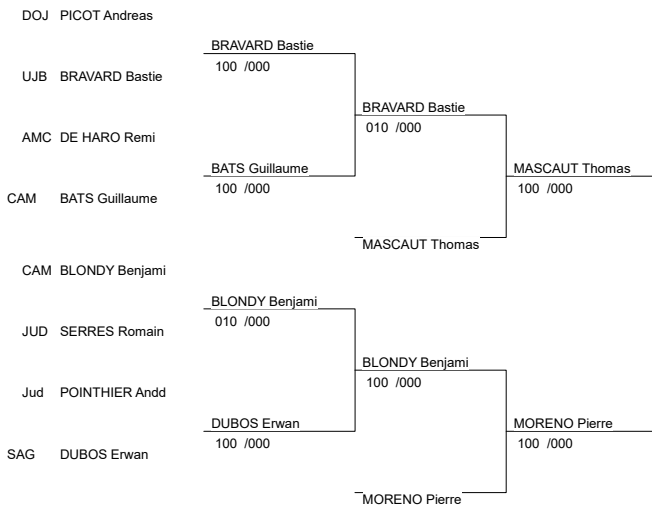 DOJ PICOT Andreas
BRAVARD Bastie
100 /000
UJB BRAVARD Bastie
BRAVARD Bastie
010 /000
AMC DE HARO Remi
BATS Guillaume
100 /000
MASCAUT Thomas
100 /000
CAM BATS Guillaume
MASCAUT Thomas
CAM BLONDY Benjami
BLONDY Benjami
010 /000
JUD SERRES Romain
BLONDY Benjami
100 /000
Jud POINTHIER Andd
DUBOS Erwan
100 /000
MORENO Pierre
100 /000
SAG DUBOS Erwan
MORENO Pierre